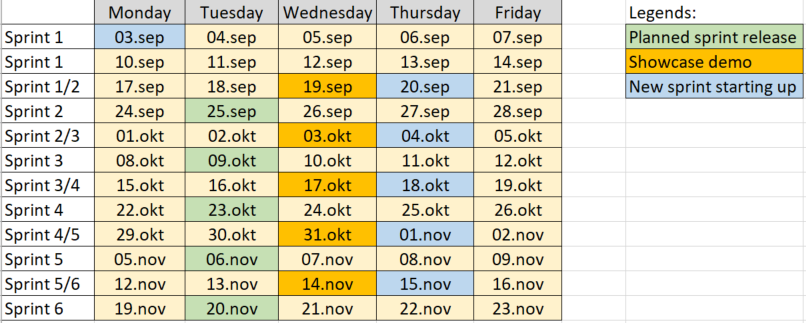 Monday Tuesday Wednesday Thursday Friday Legends:
Sprint 1 03.sep 04.sep 05.sep 06.sep 07.sep Planned sprint release
Sprint 1 10.sep 11.sep 12.sep 13.sep 14.sep Showcase demo
Sprint 1/2 17.sep 18.sep 19.sep 20.sep 21.sep New sprint starting up
Sprint 2 24.sep 25.sep 26.sep 27.sep 28.sep
Sprint 2/3 01.okt 02.okt 03.okt 04.okt 05.okt
Sprint 3 08.okt 09.okt 10.okt 11.okt 12.okt
Sprint 3/4 15.okt 16.okt 17.okt 18.okt 19.okt
Sprint 4 22.okt 23.okt 24.okt 25.okt 26.okt
Sprint 4/5 29.okt 30.okt 31.okt 01.nov 02.nov
Sprint 5 05.nov 06.nov 07.nov 08.nov 09.nov
Sprint 5/6 12.nov 13.nov 14.nov 15.nov 16.nov
Sprint 6 19.nov 20.nov 21.nov 22.nov 23.nov